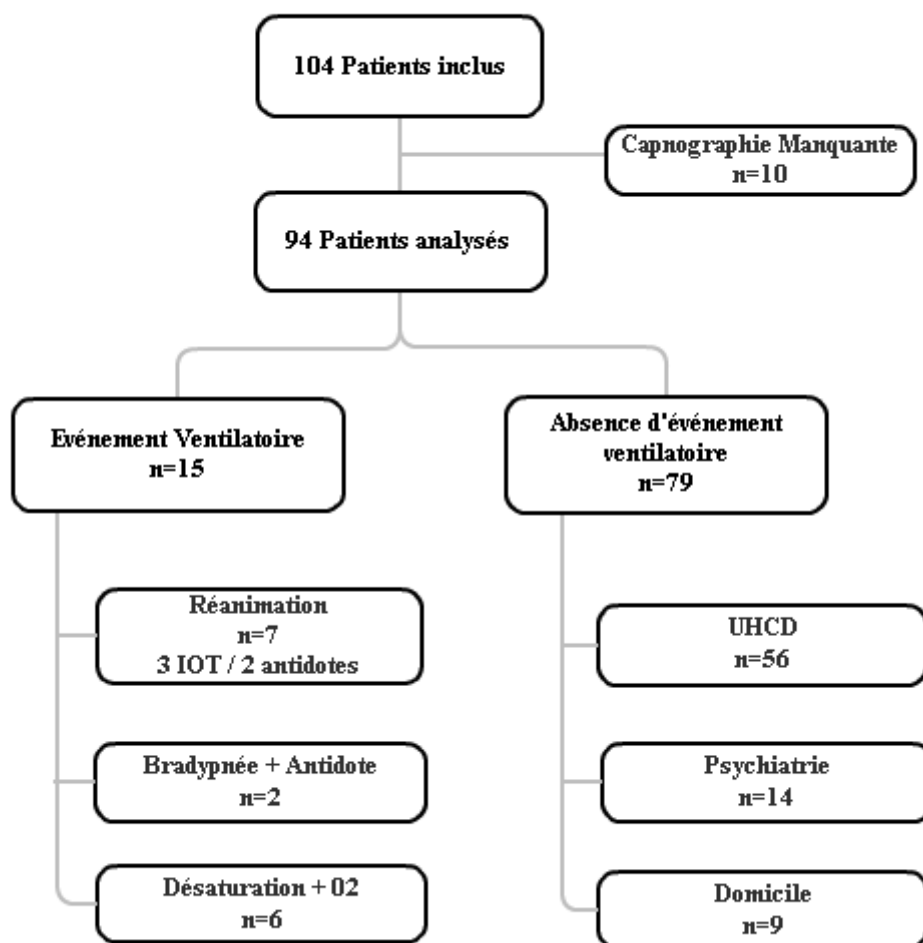 104 Patients inclus
Capnographie Manquante
n=10
94 Patients analysés
Evénement Ventilatoire
n=15
Absence d'événement
ventilatoire
n=79
Réanimation
n=7
3 IOT / 2 antidotes
Bradypnée + Antidote
n=2
Désaturation + 02
n=6
UHCD
n=56
Psychiatrie
n=14
Domicile
n=9